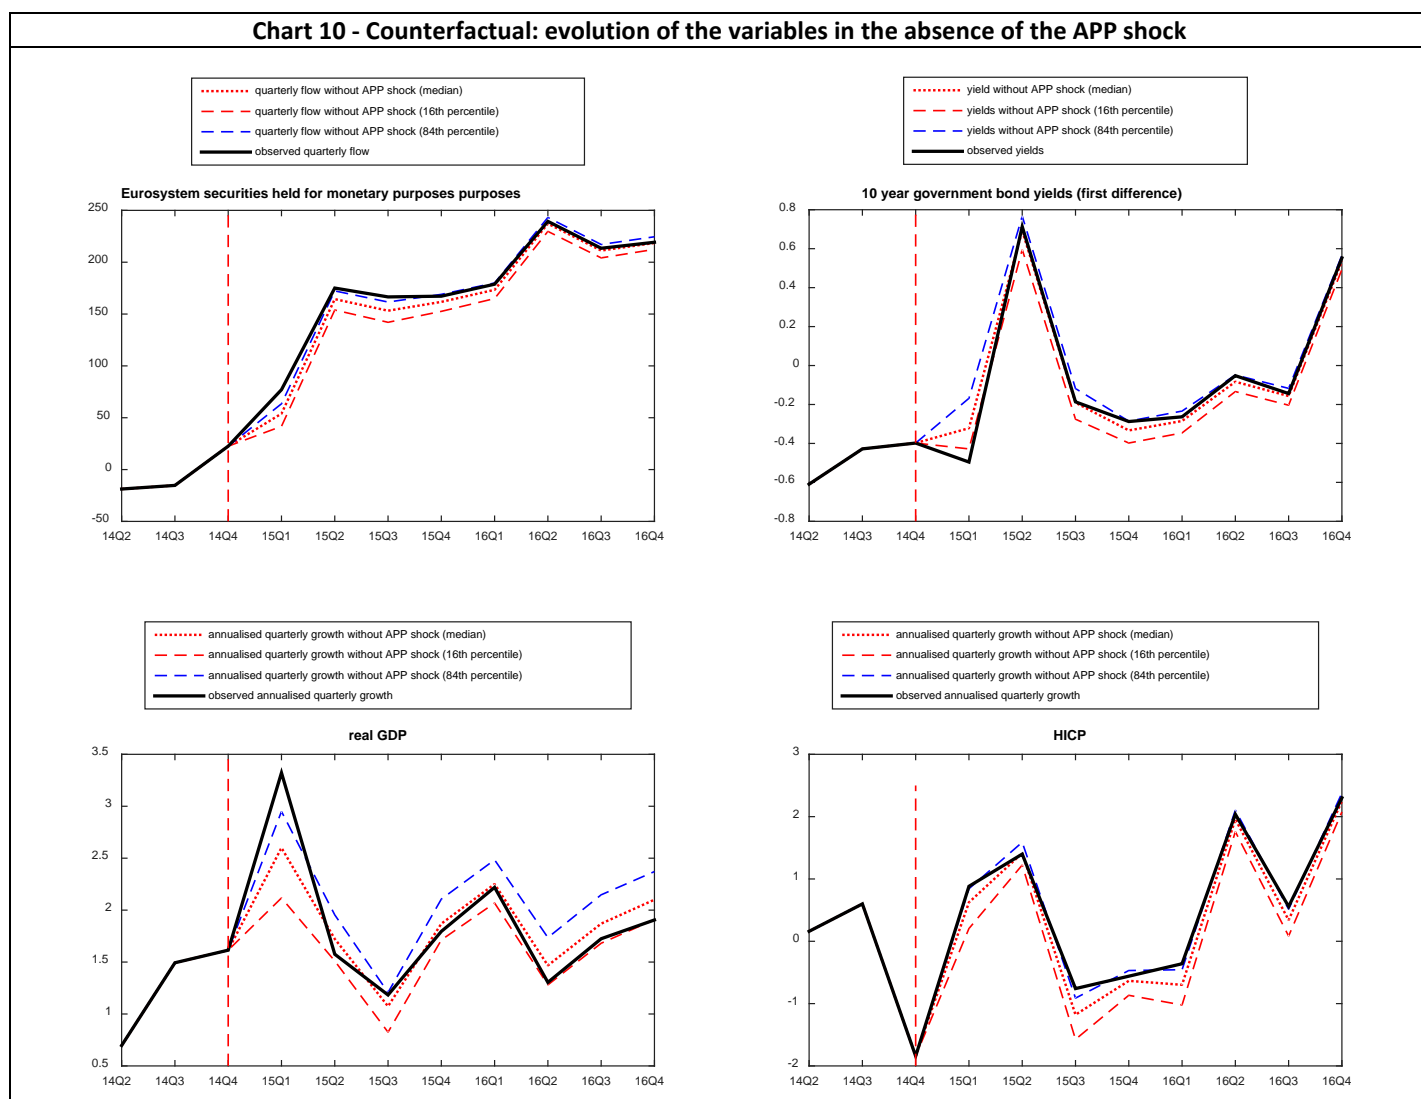 Chart 10 - Counterfactual: evolution of the variables in the absence of the APP shock
quarterly flow without APP shock (median)
quarterly flow without APP shock (16th percentile)
quarterly flow without APP shock (84th percentile)
observed quarterly flow
Eurosystem securities held for monetary purposes purposes
250
200
150
100
50
0
-50
14Q2 14Q3 14Q4 15Q1 15Q2 15Q3 15Q4 16Q1 16Q2 16Q3 16Q4
yield without APP shock (median)
yields without APP shock (16th percentile)
yields without APP shock (84th percentile)
observed yields
10 year government bond yields (first difference)
0.8
0.6
0.4
0.2
0
-0.2
-0.4
-0.6
-0.8
14Q2 14Q3 14Q4 15Q1 15Q2 15Q3 15Q4 16Q1 16Q2 16Q3 16Q4
annualised quarterly growth without APP shock (median)
annualised quarterly growth without APP shock (16th percentile)
annualised quarterly growth without APP shock (84th percentile)
observed annualised quarterly growth
real GDP
3.5
3
2.5
2
1.5
1
0.5
14Q2 14Q3 14Q4 15Q1 15Q2 15Q3 15Q4 16Q1 16Q2 16Q3 16Q4
annualised quarterly growth without APP shock (median)
annualised quarterly growth without APP shock (16th percentile)
annualised quarterly growth without APP shock (84th percentile)
observed annualised quarterly growth
HICP
3
2
1
0
-1
-2
14Q2 14Q3 14Q4 15Q1 15Q2 15Q3 15Q4 16Q1 16Q2 16Q3 16Q4